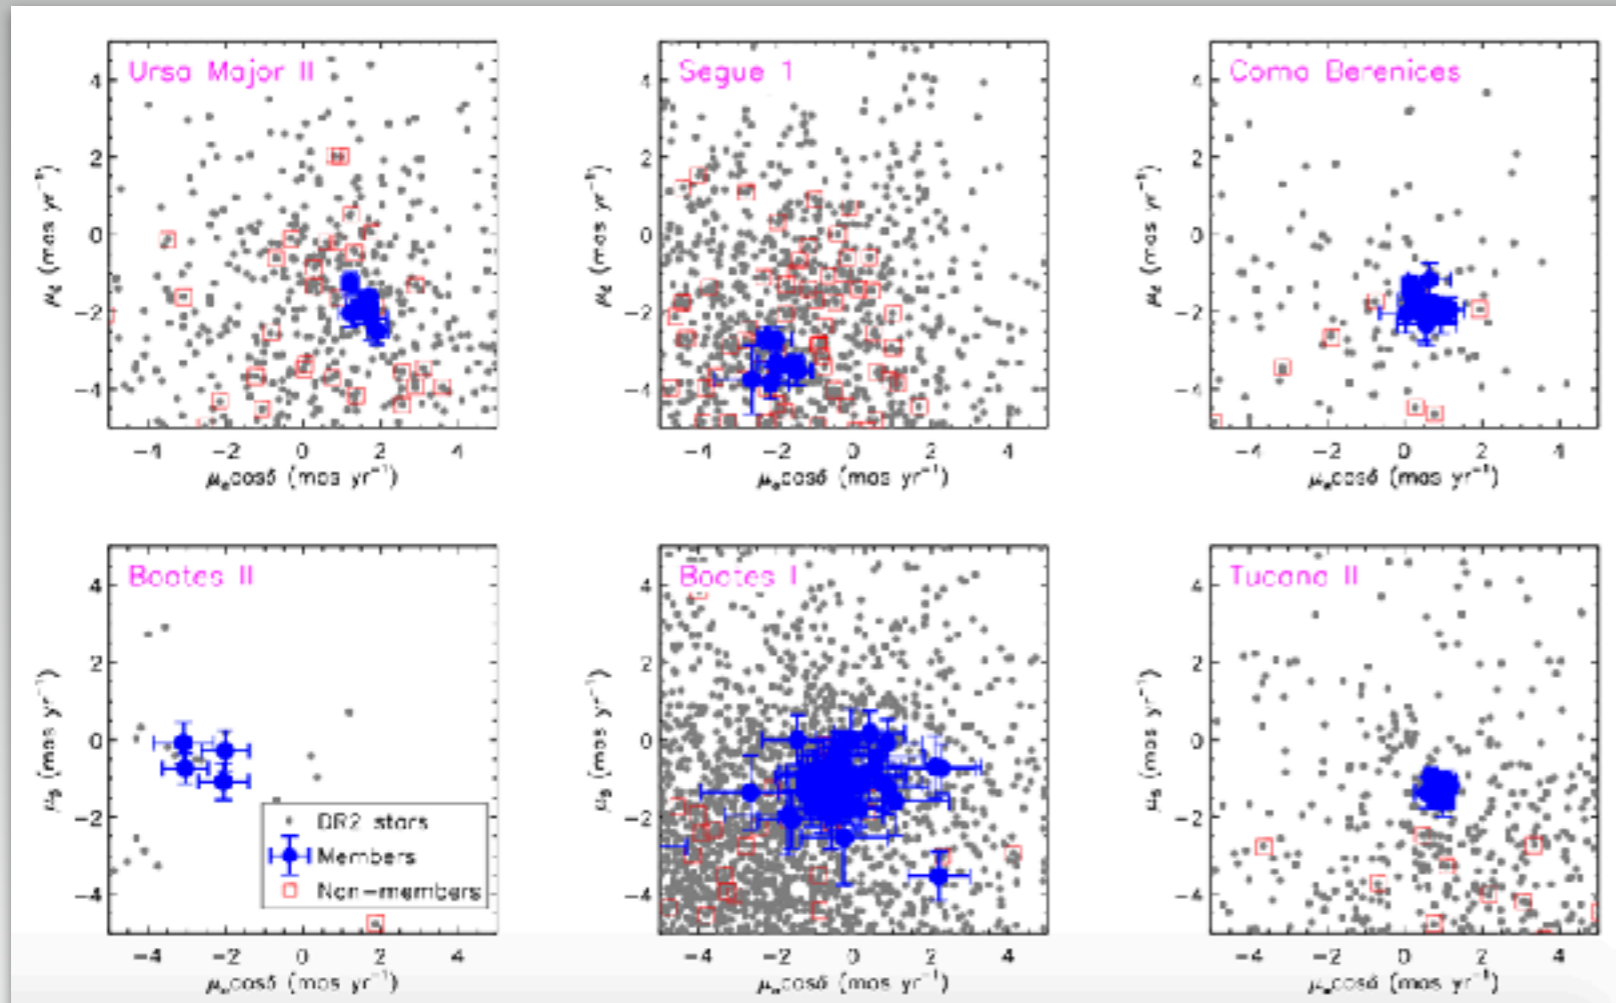 Ursa Major II
4
2
0
−2
−4
μδ (mas yr⁻¹)
−4 −2 0 2 4
μαcosδ (mas yr⁻¹)
Segue 1
4
2
0
−2
−4
μδ (mas yr⁻¹)
−4 −2 0 2 4
μαcosδ (mas yr⁻¹)
Coma Berenices
4
2
0
−2
−4
μδ (mas yr⁻¹)
−4 −2 0 2 4
μαcosδ (mas yr⁻¹)
Bootes II
4
2
0
−2
−4
μδ (mas yr⁻¹)
DR2 stars
Members
Non−members
−4 −2 0 2 4
μαcosδ (mas yr⁻¹)
Bootes I
4
2
0
−2
−4
μδ (mas yr⁻¹)
−4 −2 0 2 4
μαcosδ (mas yr⁻¹)
Tucana II
4
2
0
−2
−4
μδ (mas yr⁻¹)
−4 −2 0 2 4
μαcosδ (mas yr⁻¹)